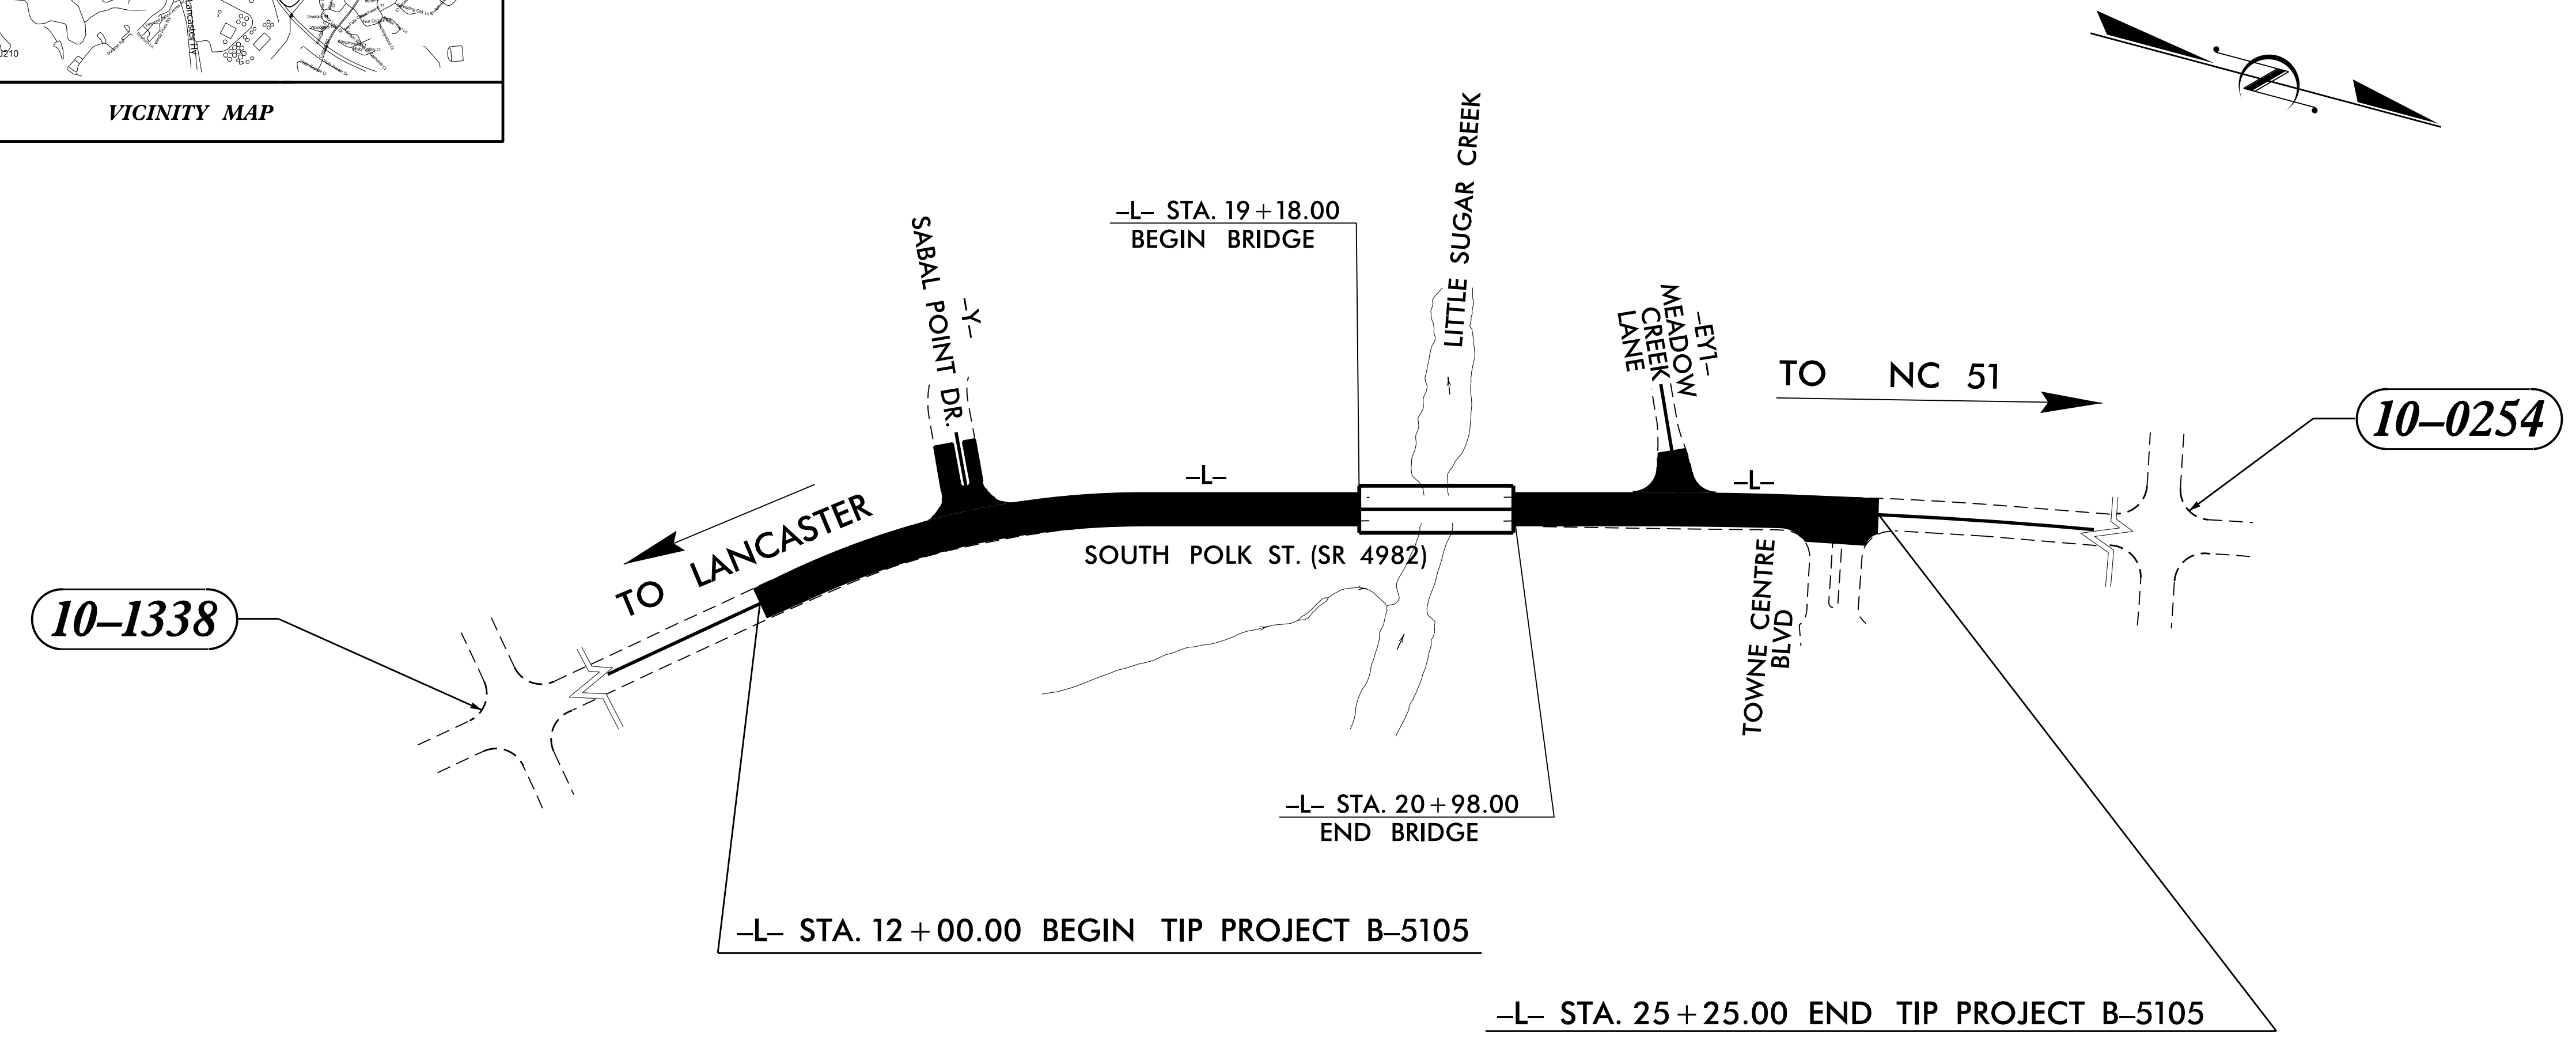 Lancaster Hy
J210
VICINITY MAP
–L– STA. 19+18.00
BEGIN BRIDGE
LITTLE SUGAR CREEK
SABAL POINT DR.
–Y–
–EY1–
MEADOW
CREEK
LANE
TO NC 51
10–0254
–L–
–L–
TO LANCASTER
SOUTH POLK ST. (SR 4982)
10–1338
TOWNE CENTRE
BLVD
–L– STA. 20+98.00
END BRIDGE
–L– STA. 12+00.00 BEGIN TIP PROJECT B–5105
–L– STA. 25+25.00 END TIP PROJECT B–5105